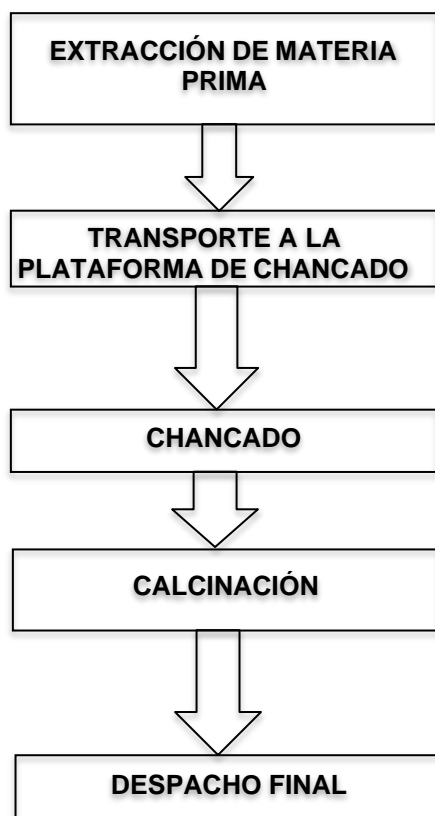 EXTRACCIÓN DE MATERIA
PRIMA
TRANSPORTE A LA
PLATAFORMA DE CHANCADO
CHANCADO
CALCINACIÓN
DESPACHO FINAL